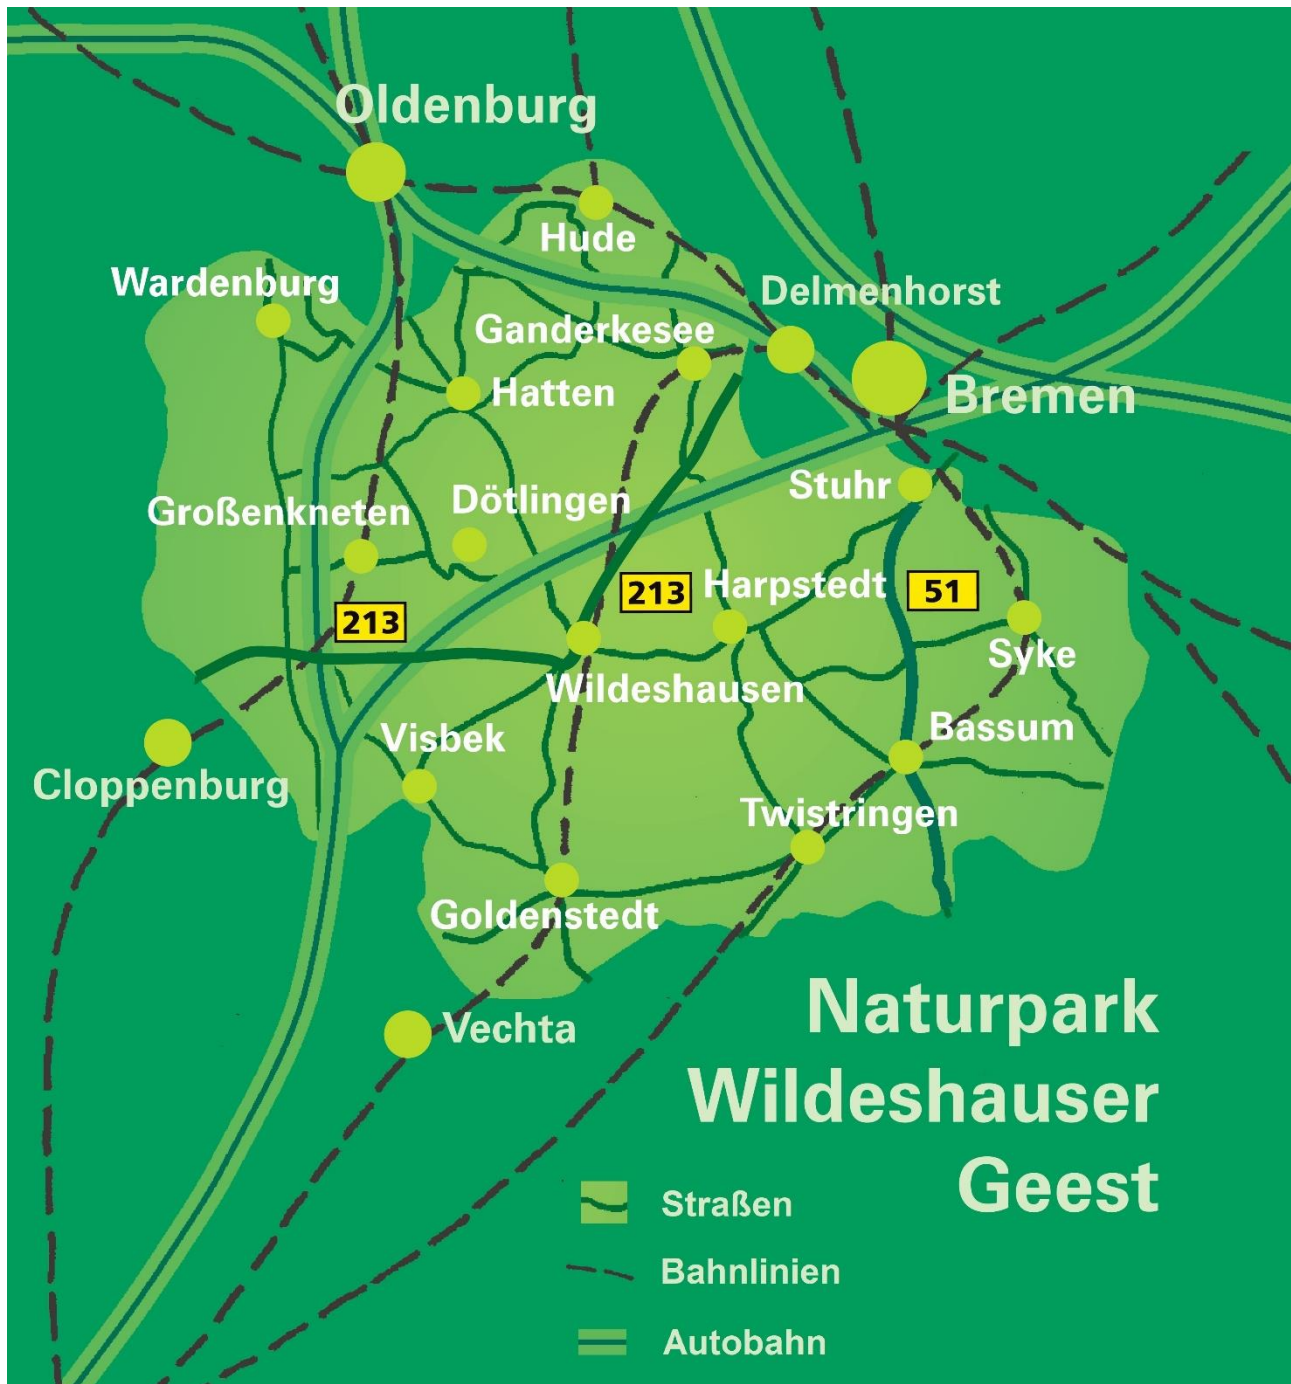 Oldenburg
Hude
Wardenburg
Delmenhorst
Ganderkesee
Hatten
Bremen
Stuhr
Dötlingen
Großenkneten
213
213
Harpstedt
51
Syke
Wildeshausen
Bassum
Visbek
Cloppenburg
Twistringen
Goldenstedt
Vechta
Naturpark
Wildeshauser
Geest
Straßen
Bahnlinien
Autobahn